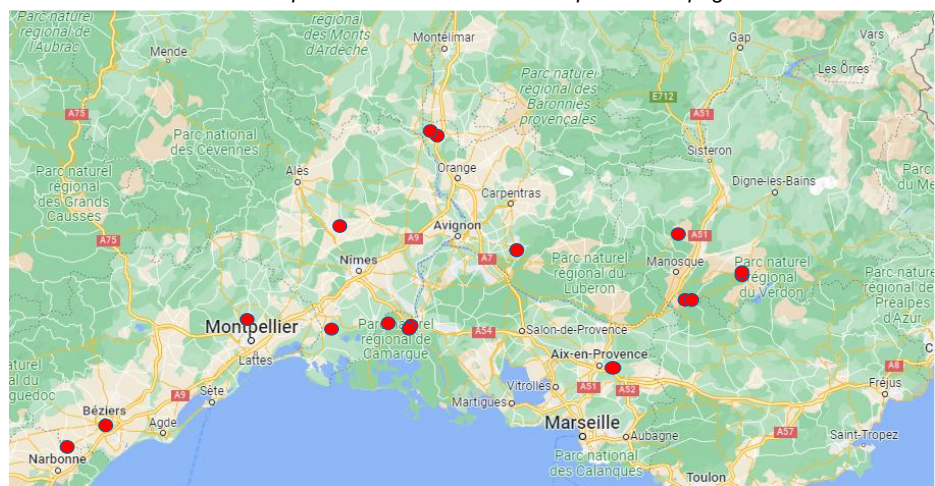 régional de
l'Aubrac
Mende
régional
des Monts
d'Ardèche
Montélimar
Gap
Vars
Les Orres
Parc naturel
régional des
Baronnies
provençales
E712
A75
A51
Parc national
des Cévennes
Sisteron
Parc naturel
régional
des Grands
Causses
Alès
Orange
Carpentras
Digne-les-Bains
A75
A9
Avignon
A7
A51
Nîmes
Parc naturel
régional du
Luberon
Manosque
Parc naturel
régional
du Verdon
Parc nature
régional de
Préalpes
d'Azur
Montpellier
Lattes
Parc naturel
régional de
Camargue
A54
Salon-de-Provence
Aix-en-Provence
A9
Sète
Vitrolles
A51
A52
A8
Fréjus
Martigues
Béziers
Agde
Marseille
Aubagne
A57
Saint-Tropez
Narbonne
Parc national
des Calanques
Toulon